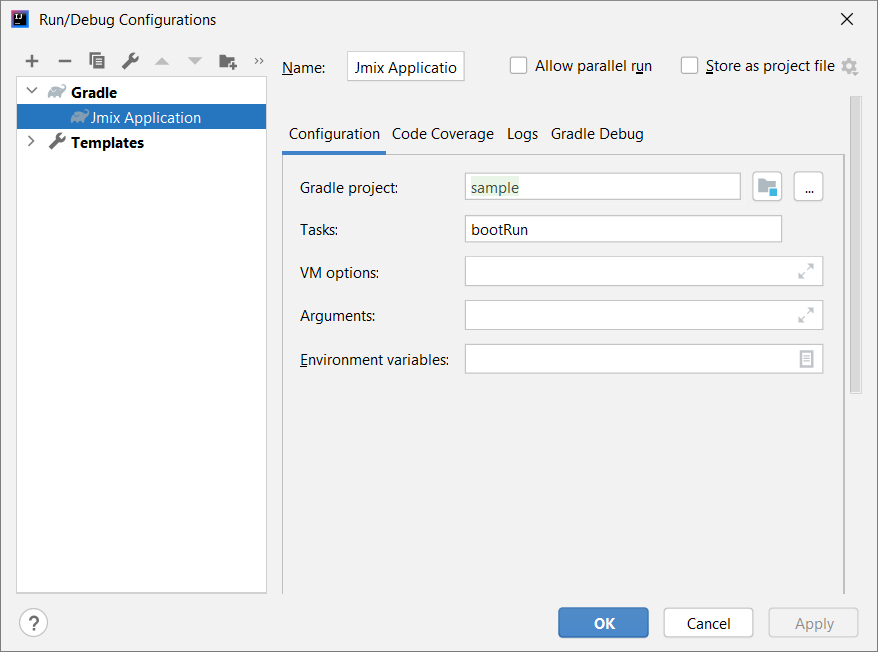 Run/Debug Configurations
Name: Jmix Applicatio Allow parallel run Store as project file
Gradle
Jmix Application
Templates
Configuration Code Coverage Logs Gradle Debug
Gradle project: sample ...
Tasks: bootRun
VM options:
Arguments:
Environment variables:
? OK Cancel Apply